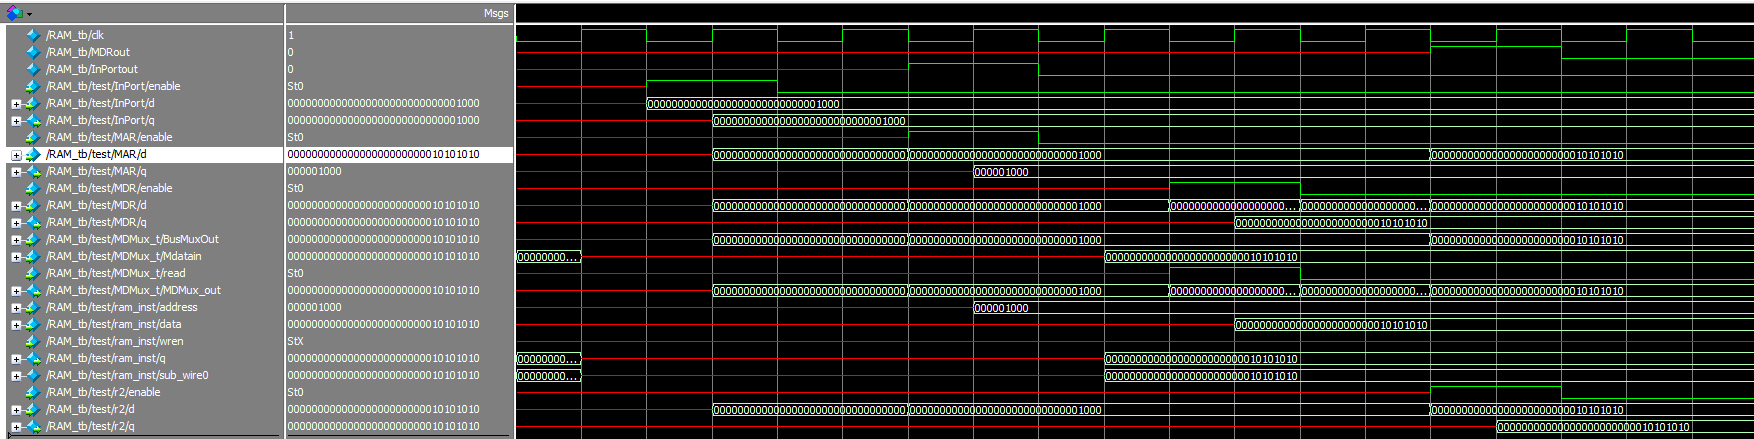 Msgs
/RAM_tb/clk 1
/RAM_tb/MDRout 0
/RAM_tb/InPortout 0
/RAM_tb/test/InPort/enable St0
/RAM_tb/test/InPort/d 00000000000000000000000000001000 00000000000000000000000000001000
/RAM_tb/test/InPort/q 00000000000000000000000000001000 00000000000000000000000000001000
/RAM_tb/test/MAR/enable St0
/RAM_tb/test/MAR/d 00000000000000000000000010101010 00000000000000000000000000000000 00000000000000000000000000001000 00000000000000000000000010101010
/RAM_tb/test/MAR/q 000001000 000001000
/RAM_tb/test/MDR/enable St0
/RAM_tb/test/MDR/d 00000000000000000000000010101010 00000000000000000000000000000000 00000000000000000000000000001000 0000000000000000000... 0000000000000000000... 00000000000000000000000010101010
/RAM_tb/test/MDR/q 00000000000000000000000010101010 00000000000000000000000010101010
/RAM_tb/test/MDMux_t/BusMuxOut 00000000000000000000000010101010 00000000000000000000000000000000 00000000000000000000000000001000 00000000000000000000000010101010
/RAM_tb/test/MDMux_t/Mdatain 00000000000000000000000010101010 00000000... 00000000000000000000000010101010
/RAM_tb/test/MDMux_t/read St0
/RAM_tb/test/MDMux_t/MDMux_out 00000000000000000000000010101010 00000000000000000000000000000000 00000000000000000000000000001000 0000000000000000000... 0000000000000000000... 00000000000000000000000010101010
/RAM_tb/test/ram_inst/address 000001000 000001000
/RAM_tb/test/ram_inst/data 00000000000000000000000010101010 00000000000000000000000010101010
/RAM_tb/test/ram_inst/wren StX
/RAM_tb/test/ram_inst/q 00000000000000000000000010101010 00000000... 00000000000000000000000010101010
/RAM_tb/test/ram_inst/sub_wire0 00000000000000000000000010101010 00000000... 00000000000000000000000010101010
/RAM_tb/test/r2/enable St0
/RAM_tb/test/r2/d 00000000000000000000000010101010 00000000000000000000000000000000 00000000000000000000000000001000 00000000000000000000000010101010
/RAM_tb/test/r2/q 00000000000000000000000010101010 00000000000000000000000010101010